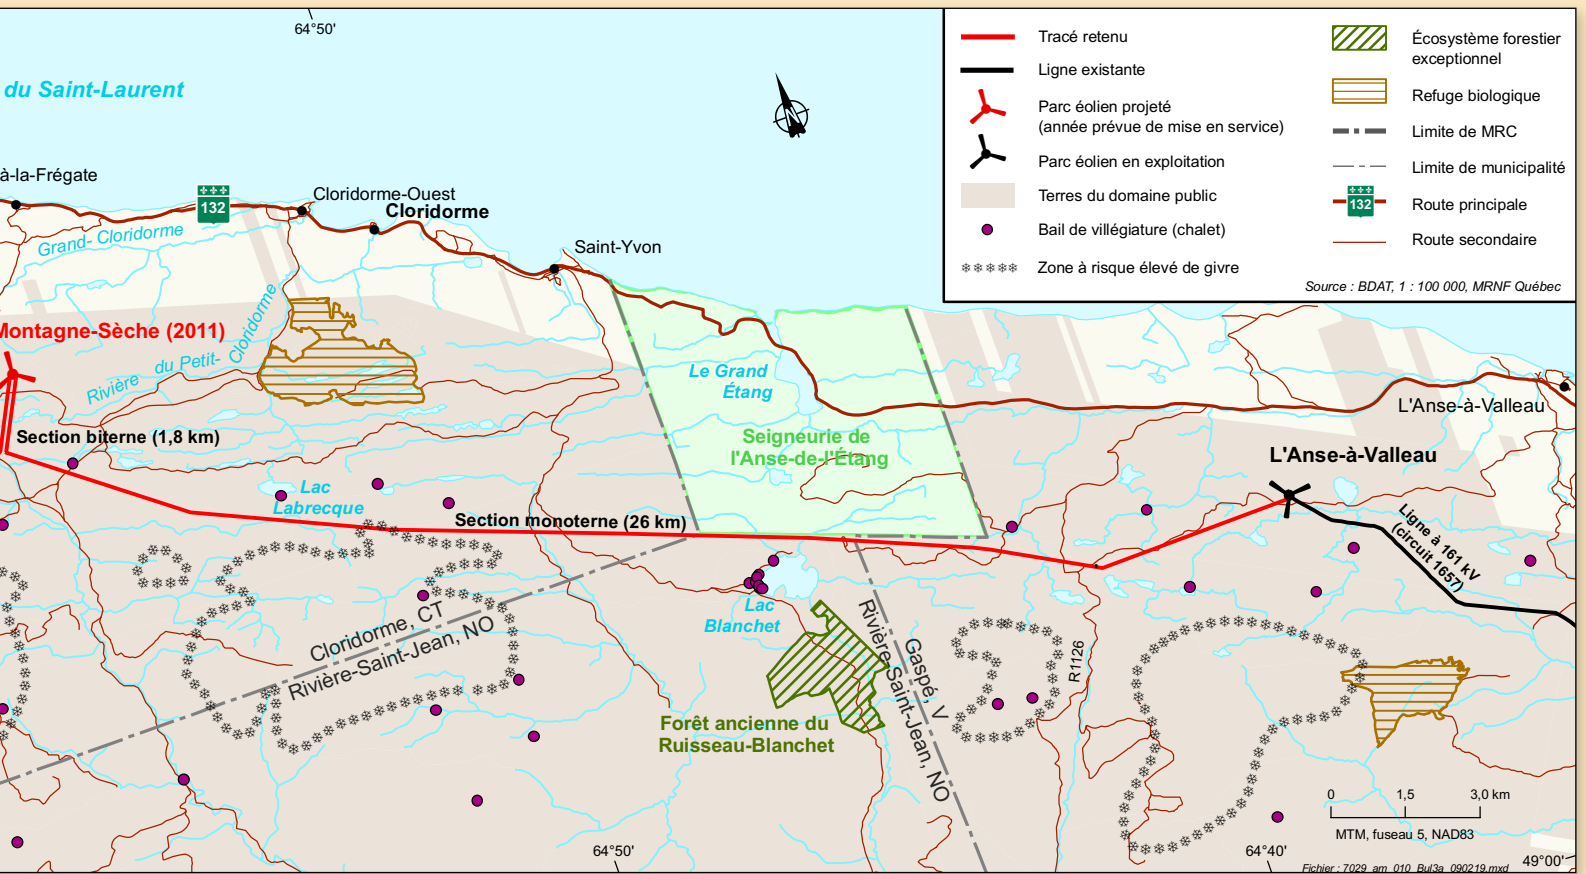 64°50'
du Saint-Laurent
à-la-Frégate
132
Cloridorme-Ouest
Cloridorme
Grand- Cloridorme
Saint-Yvon
Montagne-Sèche (2011)
Rivière du Petit- Cloridorme
Le Grand
Étang
Section biterne (1,8 km)
Seigneurie de
l'Anse-de-l'Étang
L'Anse-à-Valleau
L'Anse-à-Valleau
Lac
Labrecque
Section monoterne (26 km)
Ligne à 161 kV
(circuit 1657)
Lac
Blanchet
Cloridorme, CT
Rivière-Saint-Jean, NO
Gaspé, V
Rivière-Saint-Jean, NO
R1126
Forêt ancienne du
Ruisseau-Blanchet
Tracé retenu
Ligne existante
Parc éolien projeté
(année prévue de mise en service)
Parc éolien en exploitation
Terres du domaine public
Bail de villégiature (chalet)
Zone à risque élevé de givre
Écosystème forestier
exceptionnel
Refuge biologique
Limite de MRC
Limite de municipalité
132
Route principale
Route secondaire
Source : BDAT, 1 : 100 000, MRNF Québec
0 1,5 3,0 km
MTM, fuseau 5, NAD83
64°50'
64°40'
49°00'
Fichier : 7029_am_010_Bul3a_090219.mxd